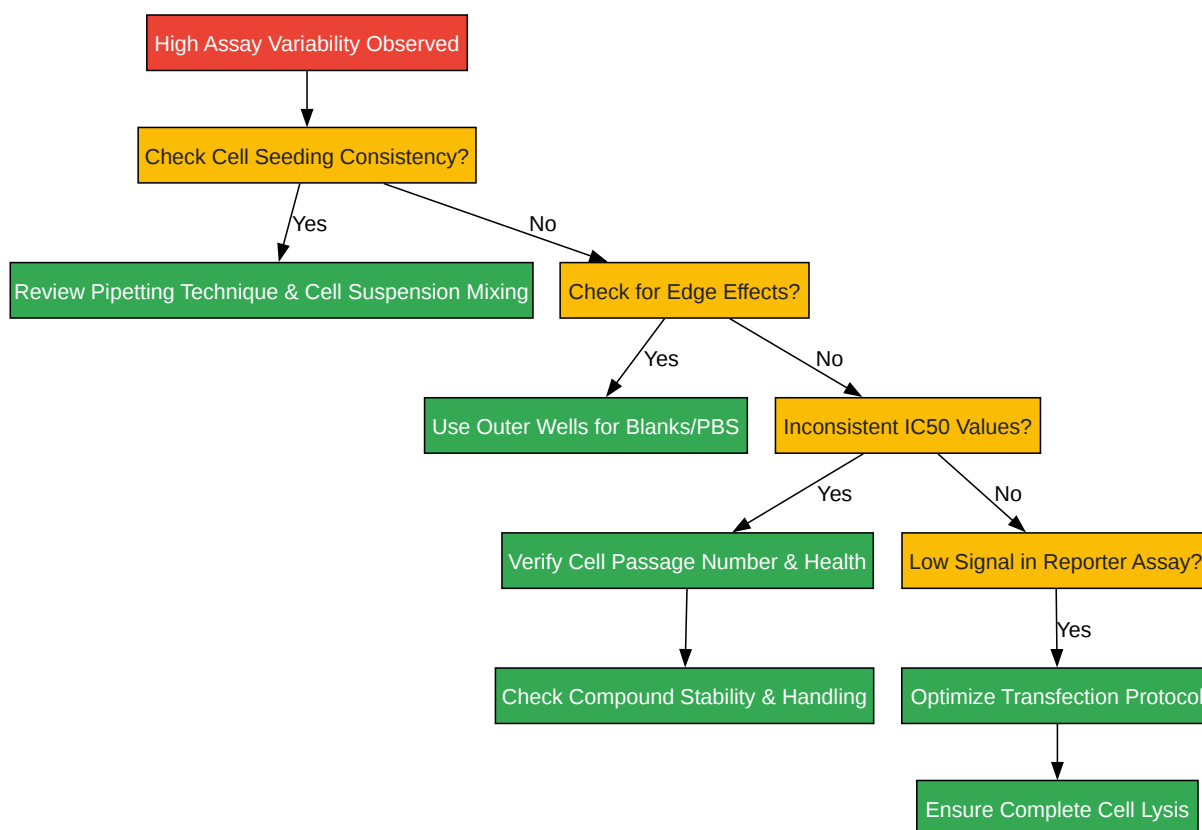 High Assay Variability Observed
Check Cell Seeding Consistency?
Yes
No
Review Pipetting Technique & Cell Suspension Mixing
Check for Edge Effects?
Yes
No
Use Outer Wells for Blanks/PBS
Inconsistent IC50 Values?
Yes
No
Verify Cell Passage Number & Health
Low Signal in Reporter Assay?
Yes
Check Compound Stability & Handling
Optimize Transfection Protocol
Ensure Complete Cell Lysis